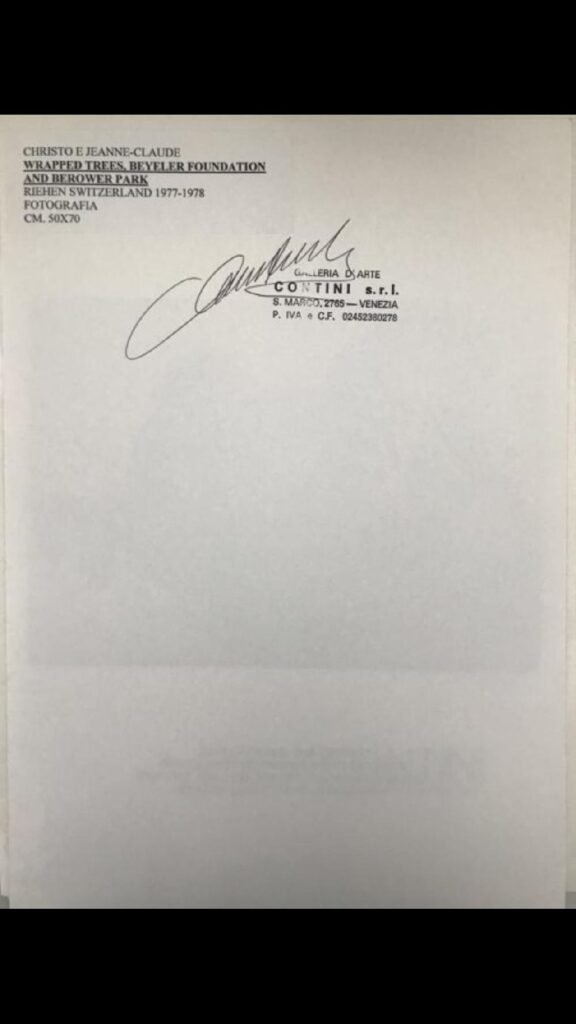 CHRISTO E JEANNE-CLAUDE
WRAPPED TREES, BEYELER FOUNDATION
AND BEROWER PARK
RIEHEN SWITZERLAND 1977-1978
FOTOGRAFIA
CM. 50X70
GALLERIA D'ARTE
CONTINI s.r.l.
S. MARCO, 2765 — VENEZIA
P. IVA e C.F. 02452380278